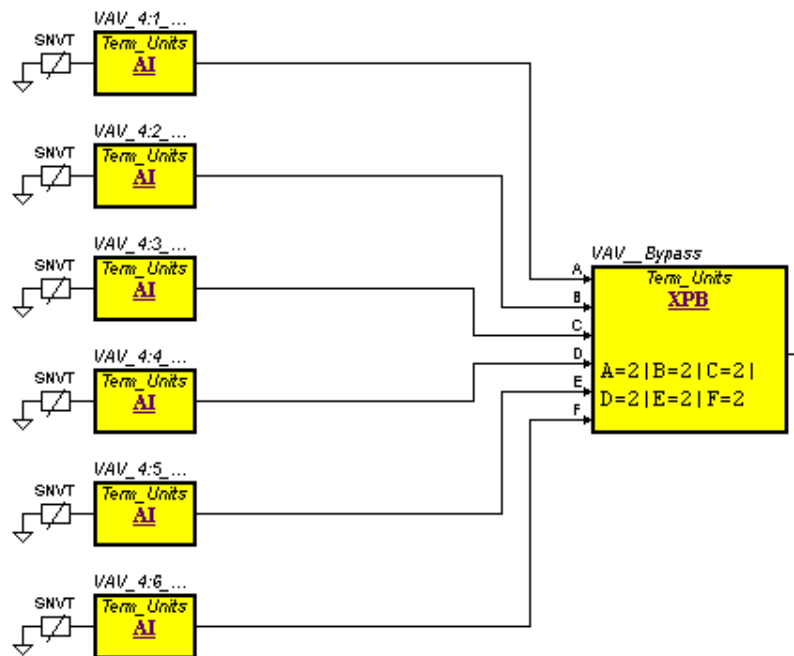 VAV_4:1_...
SNVT
Term_Units
AI
VAV_4:2_...
SNVT
Term_Units
AI
VAV_4:3_...
SNVT
Term_Units
AI
VAV__Bypass
A
Term_Units
XPB
B
C
D
A=2|B=2|C=2|
E
D=2|E=2|F=2
F
VAV_4:4_...
SNVT
Term_Units
AI
VAV_4:5_...
SNVT
Term_Units
AI
VAV_4:6_...
SNVT
Term_Units
AI